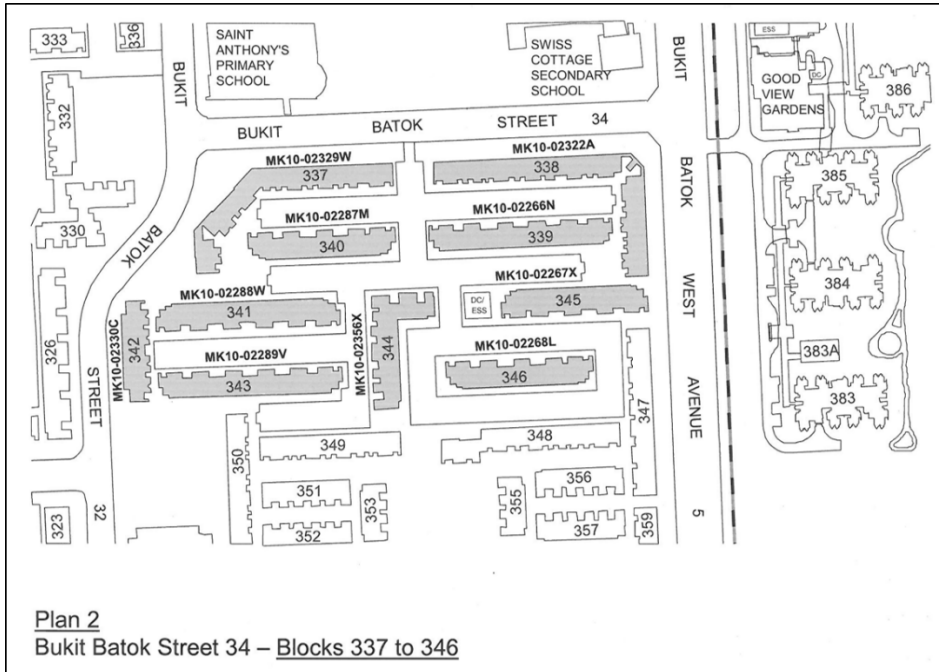 333
336
SAINT
ANTHONY'S
PRIMARY
SCHOOL
SWISS
COTTAGE
SECONDARY
SCHOOL
BUKIT
BUKIT
ESS
DC
GOOD
VIEW
GARDENS
386
332
BUKIT BATOK STREET 34
MK10-02329W
337
MK10-02322A
338
BATOK
385
330
BATOK
MK10-02287M
340
MK10-02266N
339
MK10-02267X
345
DC/
ESS
WEST
384
MK10-02288W
341
326
MK10-02330C
342
MK10-02289V
343
MK10-02356X
344
MK10-02268L
346
347
383A
383
STREET
AVENUE
350
349
348
351
353
352
355
356
357
359
5
323
32
Plan 2
Bukit Batok Street 34 – Blocks 337 to 346